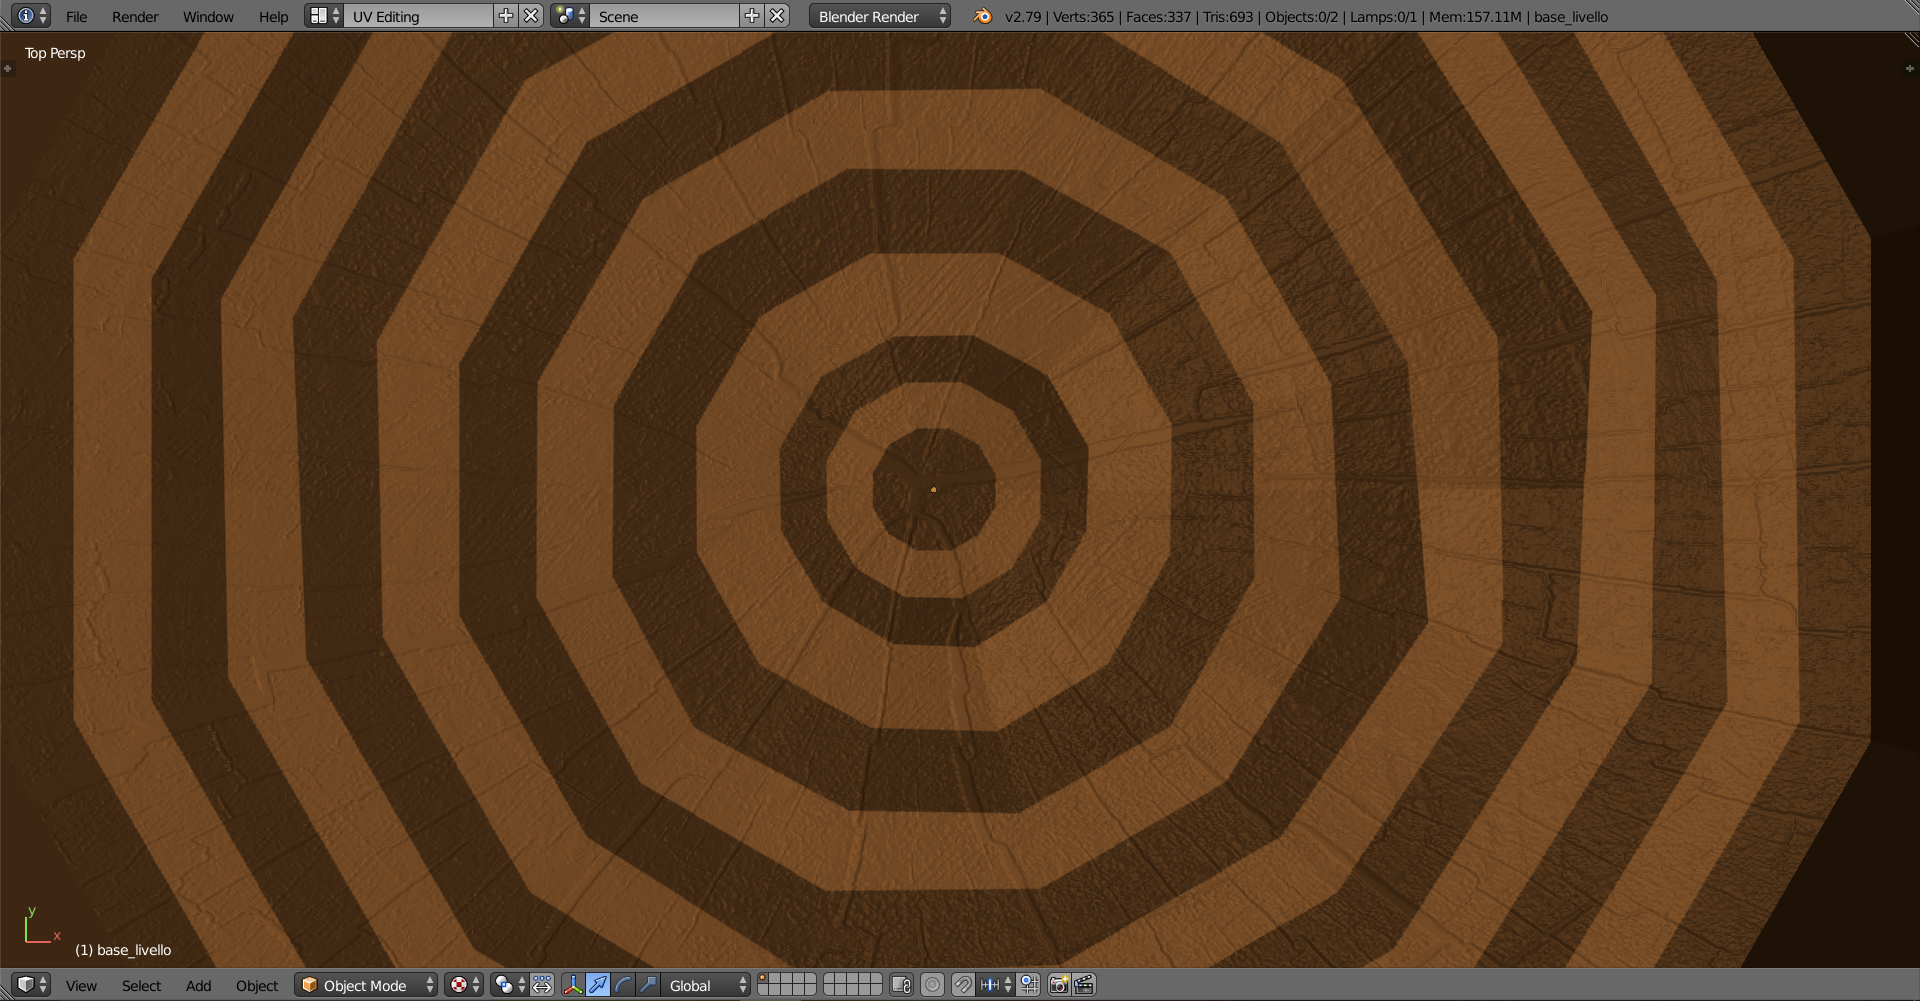 File Render Window Help UV Editing Scene Blender Render v2.79 | Verts:365 | Faces:337 | Tris:693 | Objects:0/2 | Lamps:0/1 | Mem:157.11M | base_livello
Top Persp
y
x
(1) base_livello
View Select Add Object Object Mode Global